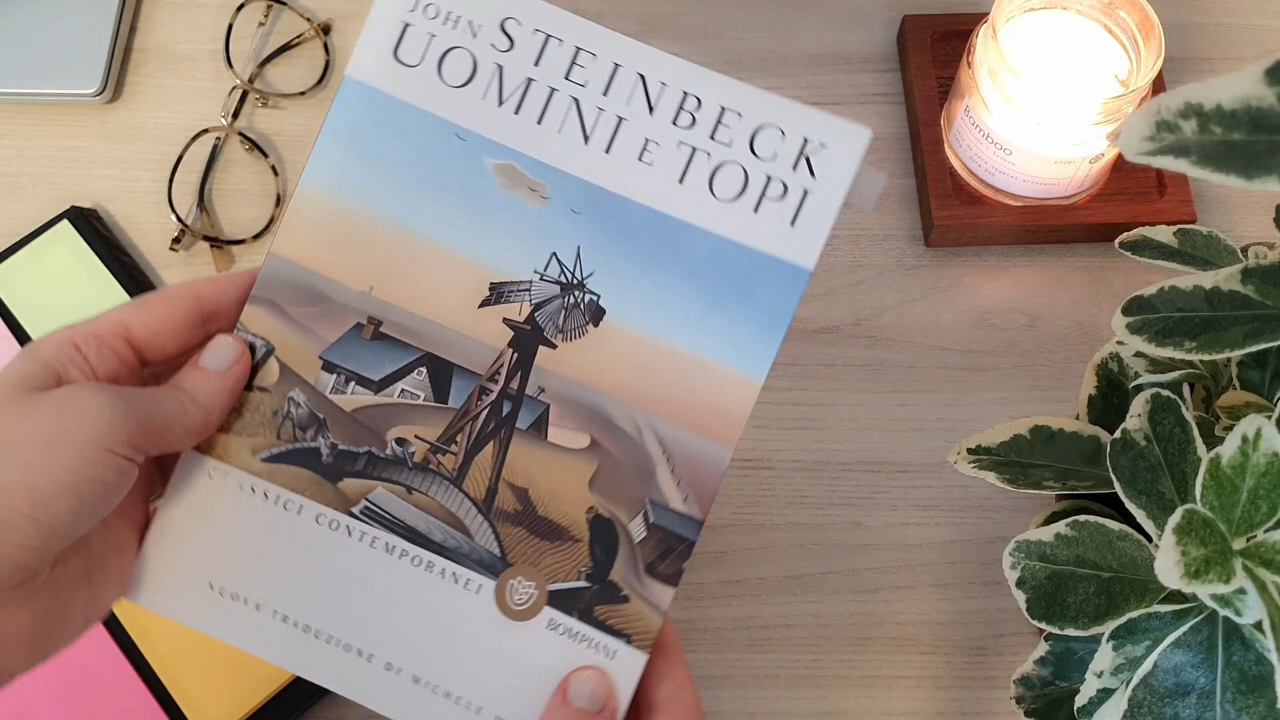 JOHN STEINBECK
UOMINI E TOPI
CLASSICI CONTEMPORANEI
BOMPIANI
NUOVA TRADUZIONE DI MICHELE
Bamboo